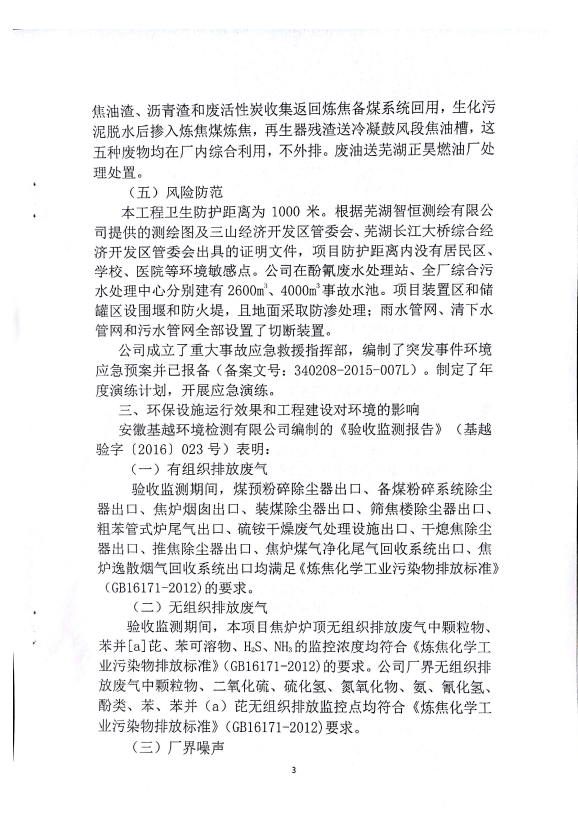 焦油渣、沥青渣和废活性炭收集返回炼焦备煤系统回用，生化污
泥脱水后掺入炼焦煤炼焦，再生器残渣送冷凝鼓风段焦油槽，这
五种废物均在厂内综合利用，不外排。废油送芜湖正昊燃油厂处
理处置。
（五）风险防范
本工程卫生防护距离为 1000 米。根据芜湖智恒测绘有限公
司提供的测绘图及三山经济开发区管委会、芜湖长江大桥综合经
济开发区管委会出具的证明文件，项目防护距离内没有居民区、
学校、医院等环境敏感点。公司在酚氰废水处理站、全厂综合污
水处理中心分别建有 2600m³、4000m³事故水池。项目装置区和储
罐区设围堰和防火堤，且地面采取防渗处理；雨水管网、清下水
管网和污水管网全部设置了切断装置。
公司成立了重大事故应急救援指挥部，编制了突发事件环境
应急预案并已报备（备案文号：340208-2015-007L）。制定了年
度演练计划，开展应急演练。
三、环保设施运行效果和工程建设对环境的影响
安徽基越环境检测有限公司编制的《验收监测报告》（基越
验字〔2016〕023 号）表明：
（一）有组织排放废气
验收监测期间，煤预粉碎除尘器出口、备煤粉碎系统除尘
器出口、焦炉烟囱出口、装煤除尘器出口、筛焦楼除尘器出口、
粗苯管式炉尾气出口、硫铵干燥废气处理设施出口、干熄焦除尘
器出口、推焦除尘器出口、焦炉煤气净化尾气回收系统出口、焦
炉逸散烟气回收系统出口均满足《炼焦化学工业污染物排放标准》
（GB16171-2012)的要求。
（二）无组织排放废气
验收监测期间，本项目焦炉炉顶无组织排放废气中颗粒物、
苯并[a]芘、苯可溶物、H₂S、NH₃的监控浓度均符合《炼焦化学工
业污染物排放标准》（GB16171-2012)的要求。公司厂界无组织排
放废气中颗粒物、二氧化硫、硫化氢、氮氧化物、氨、氰化氢、
酚类、苯、苯并（a）芘无组织排放监控点均符合《炼焦化学工
业污染物排放标准》（GB16171-2012)要求。
（三）厂界噪声
3